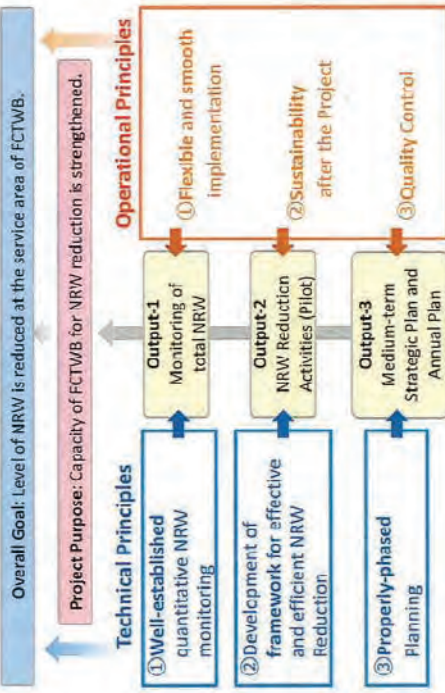 Overall Goal: Level of NRW is reduced at the service area of FCTWB.
Project Purpose: Capacity of FCTWB for NRW reduction is strengthened.
Technical Principles
①Well-established
quantitative NRW
monitoring
②Development of
framework for effective
and efficient NRW
Reduction
③Properly-phased
Planning
Output-1
Monitoring of
total NRW
Output-2
NRW Reduction
Activities (Pilot)
Output-3
Medium-term
Strategic Plan and
Annual Plan
Operational Principles
①Flexible and smooth
implementation
②Sustainability
after the Project
③Quality Control